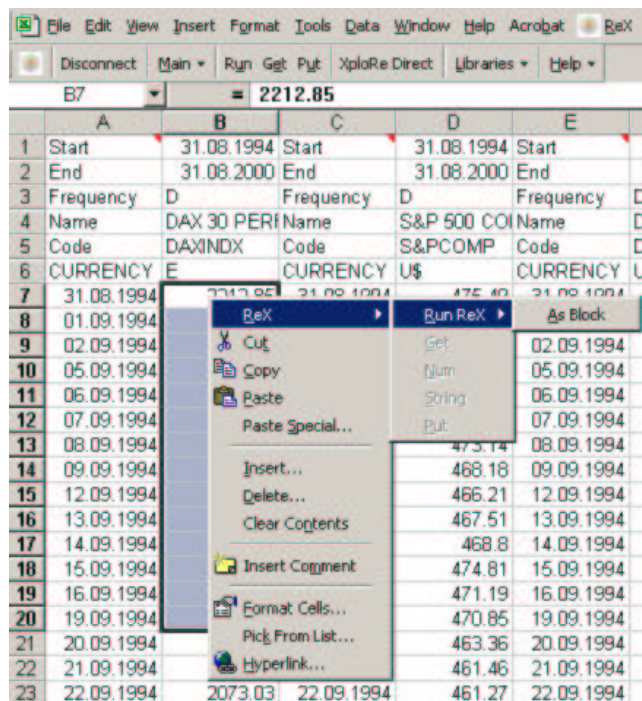 File Edit View Insert Format Tools Data Window Help Acrobat ReX
Disconnect Main Run Get Put XploRe Direct Libraries Help
B7 = 2212.85
A B C D E
1 Start 31.08.1994 Start 31.08.1994 Start
2 End 31.08.2000 End 31.08.2000 End
3 Frequency D Frequency D Frequency D
4 Name DAX 30 PERF Name S&P 500 COI Name D
5 Code DAXINDX Code S&PCOMP Code D
6 CURRENCY E CURRENCY U$ CURRENCY U
7 31.08.1994 2212.85 31.08.1994 475.49 31.08.1994
8 01.09.1994
9 02.09.1994 02.09.1994
10 05.09.1994 05.09.1994
11 06.09.1994 06.09.1994
12 07.09.1994 07.09.1994
13 08.09.1994 473.14 08.09.1994
14 09.09.1994 468.18 09.09.1994
15 12.09.1994 466.21 12.09.1994
16 13.09.1994 467.51 13.09.1994
17 14.09.1994 468.8 14.09.1994
18 15.09.1994 474.81 15.09.1994
19 16.09.1994 471.19 16.09.1994
20 19.09.1994 470.85 19.09.1994
21 20.09.1994 463.36 20.09.1994
22 21.09.1994 461.46 21.09.1994
23 22.09.1994 2073.03 22.09.1994 461.27 22.09.1994
ReX
Cut
Copy
Paste
Paste Special...
Insert...
Delete...
Clear Contents
Insert Comment
Format Cells...
Pick From List...
Hyperlink...
Run ReX
Get
Num
String
Put
As Block